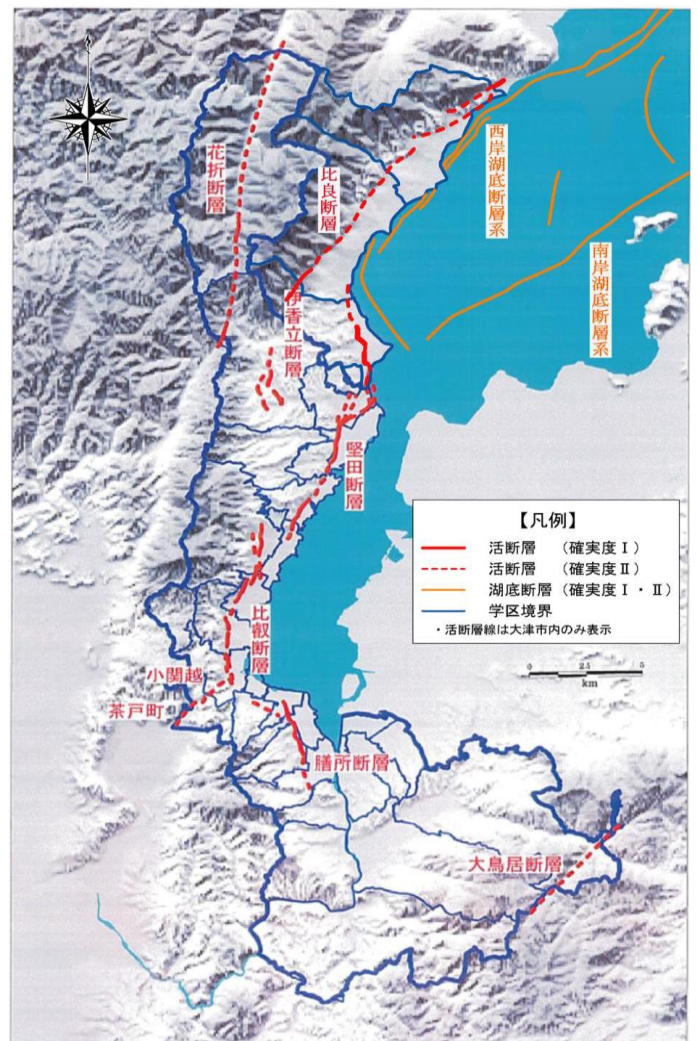 花折断層
比良断層
西岸湖底断層系
南岸湖底断層系
伊香立断層
堅田断層
【凡例】
活断層 (確実度Ⅰ)
活断層 (確実度Ⅱ)
湖底断層 (確実度Ⅰ・Ⅱ)
学区境界
・活断層線は大津市内のみ表示
比叡断層
小関越
茶戸町
0 2.5 5
km
膳所断層
大鳥居断層